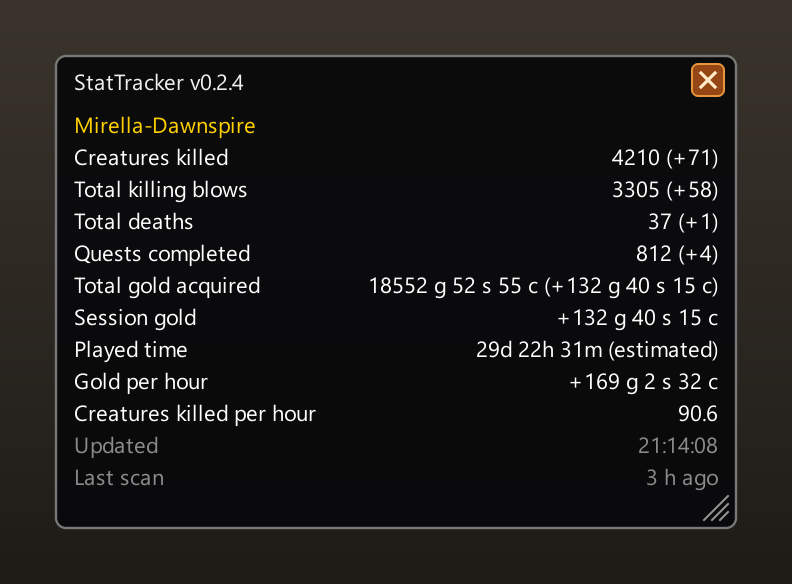 StatTracker v0.2.4
Mirella-Dawnspire
Creatures killed 4210 (+71)
Total killing blows 3305 (+58)
Total deaths 37 (+1)
Quests completed 812 (+4)
Total gold acquired 18552 g 52 s 55 c (+132 g 40 s 15 c)
Session gold +132 g 40 s 15 c
Played time 29d 22h 31m (estimated)
Gold per hour +169 g 2 s 32 c
Creatures killed per hour 90.6
Updated 21:14:08
Last scan 3 h ago